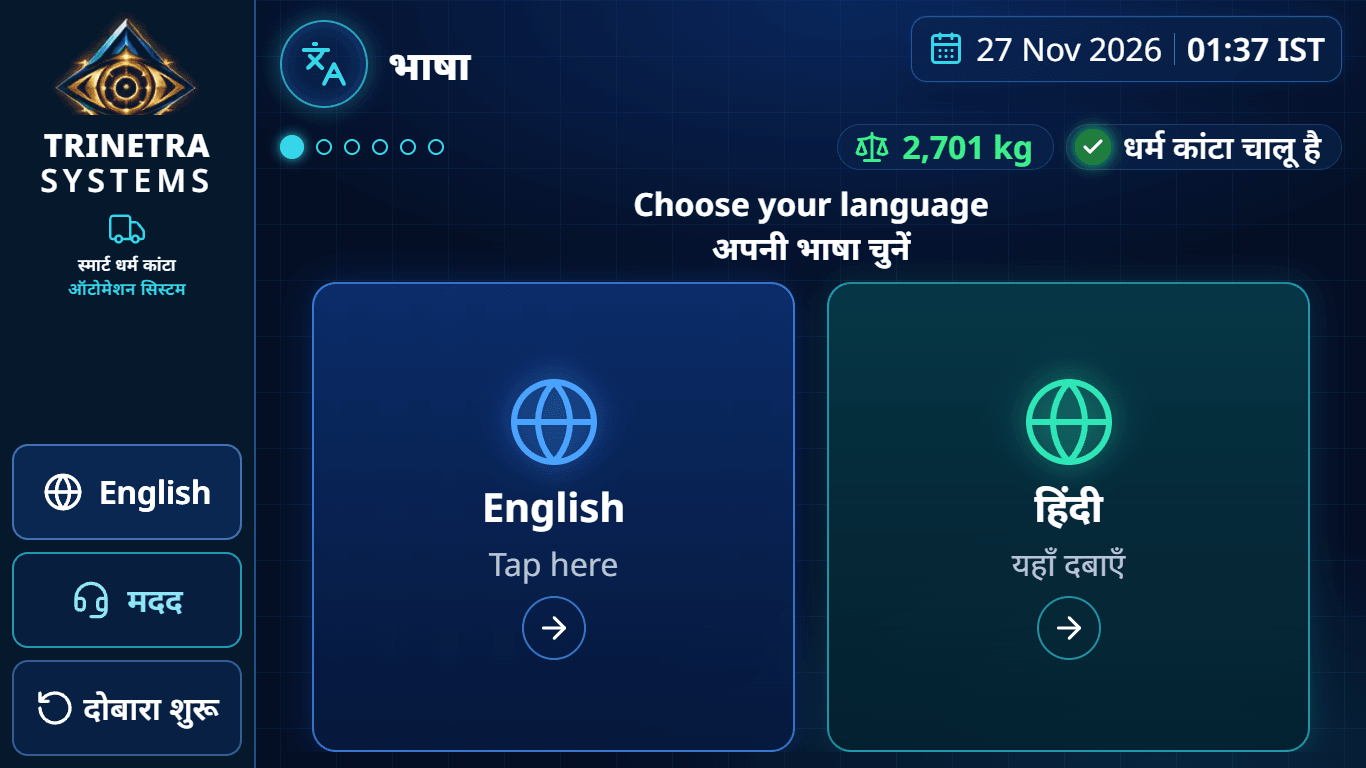 TRINETRA
SYSTEMS
स्मार्ट धर्म कांटा
ऑटोमेशन सिस्टम
English
मदद
दोबारा शुरू
भाषा
27 Nov 2026 01:37 IST
2,701 kg
धर्म कांटा चालू है
Choose your language
अपनी भाषा चुनें
English
Tap here
हिंदी
यहाँ दबाएँ